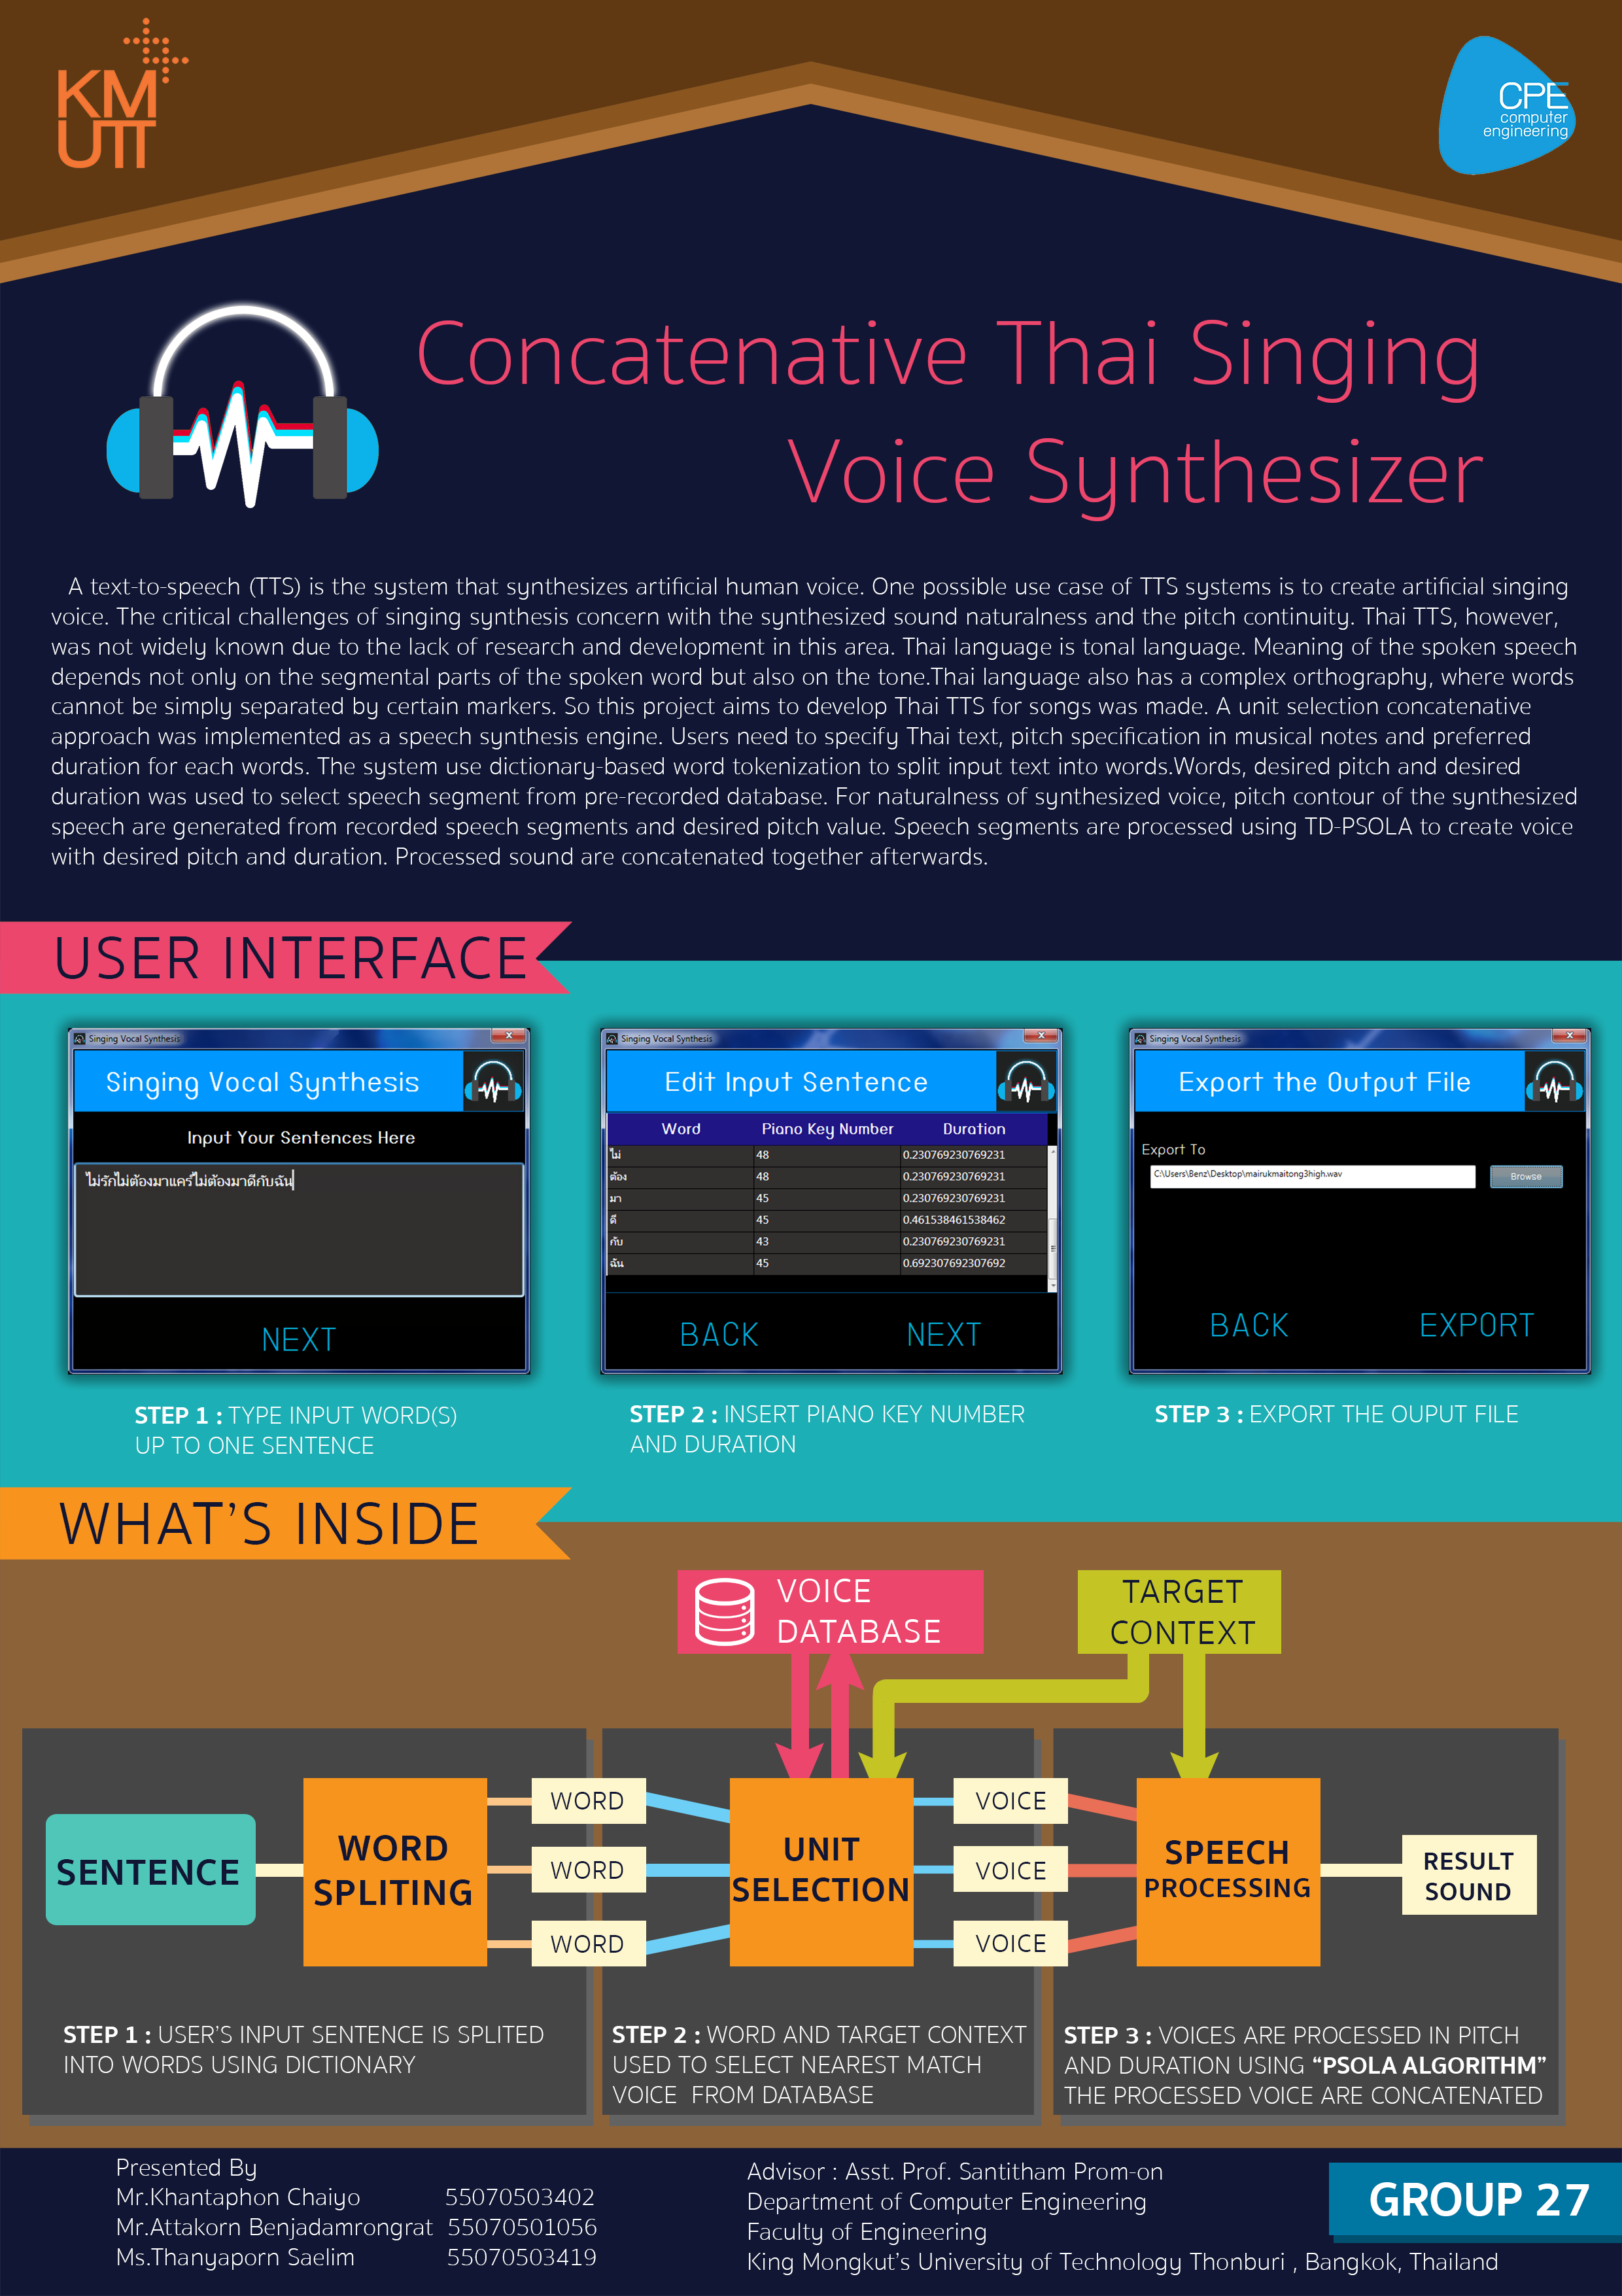 KM
UTT
CPE
computer
engineering
Concatenative Thai Singing
Voice Synthesizer
A text-to-speech (TTS) is the system that synthesizes artificial human voice. One possible use case of TTS systems is to create artificial singing
voice. The critical challenges of singing synthesis concern with the synthesized sound naturalness and the pitch continuity. Thai TTS, however,
was not widely known due to the lack of research and development in this area. Thai language is tonal language. Meaning of the spoken speech
depends not only on the segmental parts of the spoken word but also on the tone.Thai language also has a complex orthography, where words
cannot be simply separated by certain markers. So this project aims to develop Thai TTS for songs was made. A unit selection concatenative
approach was implemented as a speech synthesis engine. Users need to specify Thai text, pitch specification in musical notes and preferred
duration for each words. The system use dictionary-based word tokenization to split input text into words.Words, desired pitch and desired
duration was used to select speech segment from pre-recorded database. For naturalness of synthesized voice, pitch contour of the synthesized
speech are generated from recorded speech segments and desired pitch value. Speech segments are processed using TD-PSOLA to create voice
with desired pitch and duration. Processed sound are concatenated together afterwards.
USER INTERFACE
Singing Vocal Synthesis
Singing Vocal Synthesis
Input Your Sentences Here
ไม่รักไม่ต้องมาแคร์ไม่ต้องมาดีกับฉัน
NEXT
STEP 1 : TYPE INPUT WORD(S)
UP TO ONE SENTENCE
Singing Vocal Synthesis
Edit Input Sentence
Word Piano Key Number Duration
ไม่ 48 0.230769230769231
ต้อง 48 0.230769230769231
มา 45 0.230769230769231
ดี 45 0.461538461538462
กับ 43 0.230769230769231
ฉัน 45 0.692307692307692
BACK NEXT
STEP 2 : INSERT PIANO KEY NUMBER
AND DURATION
Singing Vocal Synthesis
Export the Output File
Export To
C:\Users\Benz\Desktop\mairukmaitong3high.wav Browse
BACK EXPORT
STEP 3 : EXPORT THE OUPUT FILE
WHAT'S INSIDE
VOICE
DATABASE
TARGET
CONTEXT
SENTENCE
WORD
SPLITING
WORD
WORD
WORD
UNIT
SELECTION
VOICE
VOICE
VOICE
SPEECH
PROCESSING
RESULT
SOUND
STEP 1 : USER'S INPUT SENTENCE IS SPLITED
INTO WORDS USING DICTIONARY
STEP 2 : WORD AND TARGET CONTEXT
USED TO SELECT NEAREST MATCH
VOICE FROM DATABASE
STEP 3 : VOICES ARE PROCESSED IN PITCH
AND DURATION USING "PSOLA ALGORITHM"
THE PROCESSED VOICE ARE CONCATENATED
Presented By
Mr.Khantaphon Chaiyo 55070503402
Mr.Attakorn Benjadamrongrat 55070501056
Ms.Thanyaporn Saelim 55070503419
Advisor : Asst. Prof. Santitham Prom-on
Department of Computer Engineering
Faculty of Engineering
King Mongkut's University of Technology Thonburi , Bangkok, Thailand
GROUP 27